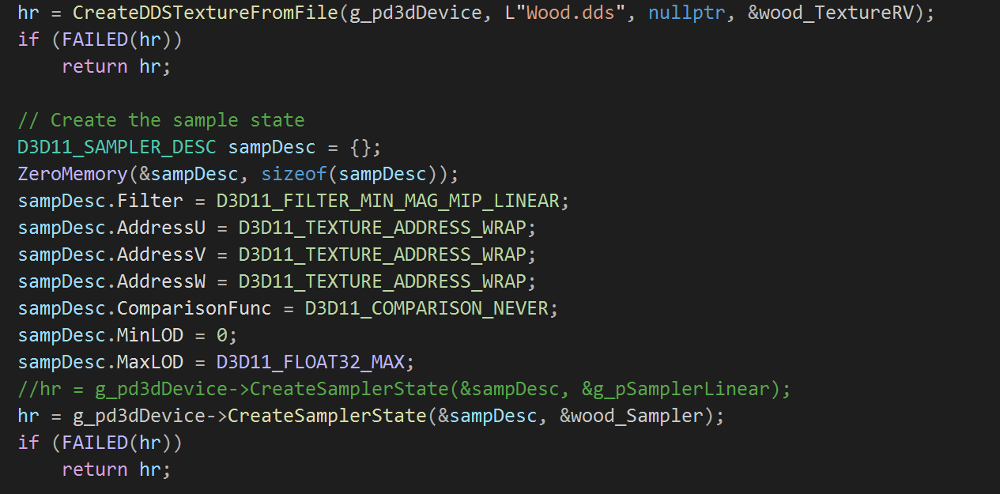 hr = CreateDDSTextureFromFile(g_pd3dDevice, L"Wood.dds", nullptr, &wood_TextureRV);
if (FAILED(hr))
    return hr;

// Create the sample state
D3D11_SAMPLER_DESC sampDesc = {};
ZeroMemory(&sampDesc, sizeof(sampDesc));
sampDesc.Filter = D3D11_FILTER_MIN_MAG_MIP_LINEAR;
sampDesc.AddressU = D3D11_TEXTURE_ADDRESS_WRAP;
sampDesc.AddressV = D3D11_TEXTURE_ADDRESS_WRAP;
sampDesc.AddressW = D3D11_TEXTURE_ADDRESS_WRAP;
sampDesc.ComparisonFunc = D3D11_COMPARISON_NEVER;
sampDesc.MinLOD = 0;
sampDesc.MaxLOD = D3D11_FLOAT32_MAX;
//hr = g_pd3dDevice->CreateSamplerState(&sampDesc, &g_pSamplerLinear);
hr = g_pd3dDevice->CreateSamplerState(&sampDesc, &wood_Sampler);
if (FAILED(hr))
    return hr;